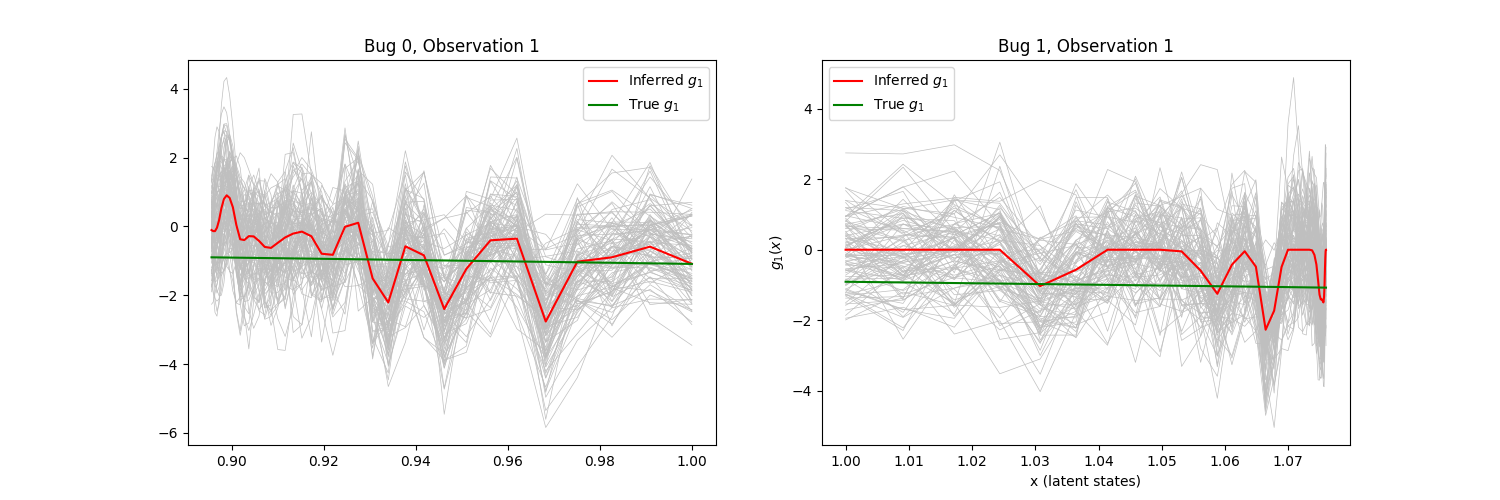 Bug 0, Observation 1
Inferred g₁
True g₁
4
2
0
−2
−4
−6
0.90 0.92 0.94 0.96 0.98 1.00
Bug 1, Observation 1
Inferred g₁
True g₁
g₁(x)
4
2
0
−2
−4
1.00 1.01 1.02 1.03 1.04 1.05 1.06 1.07
x (latent states)